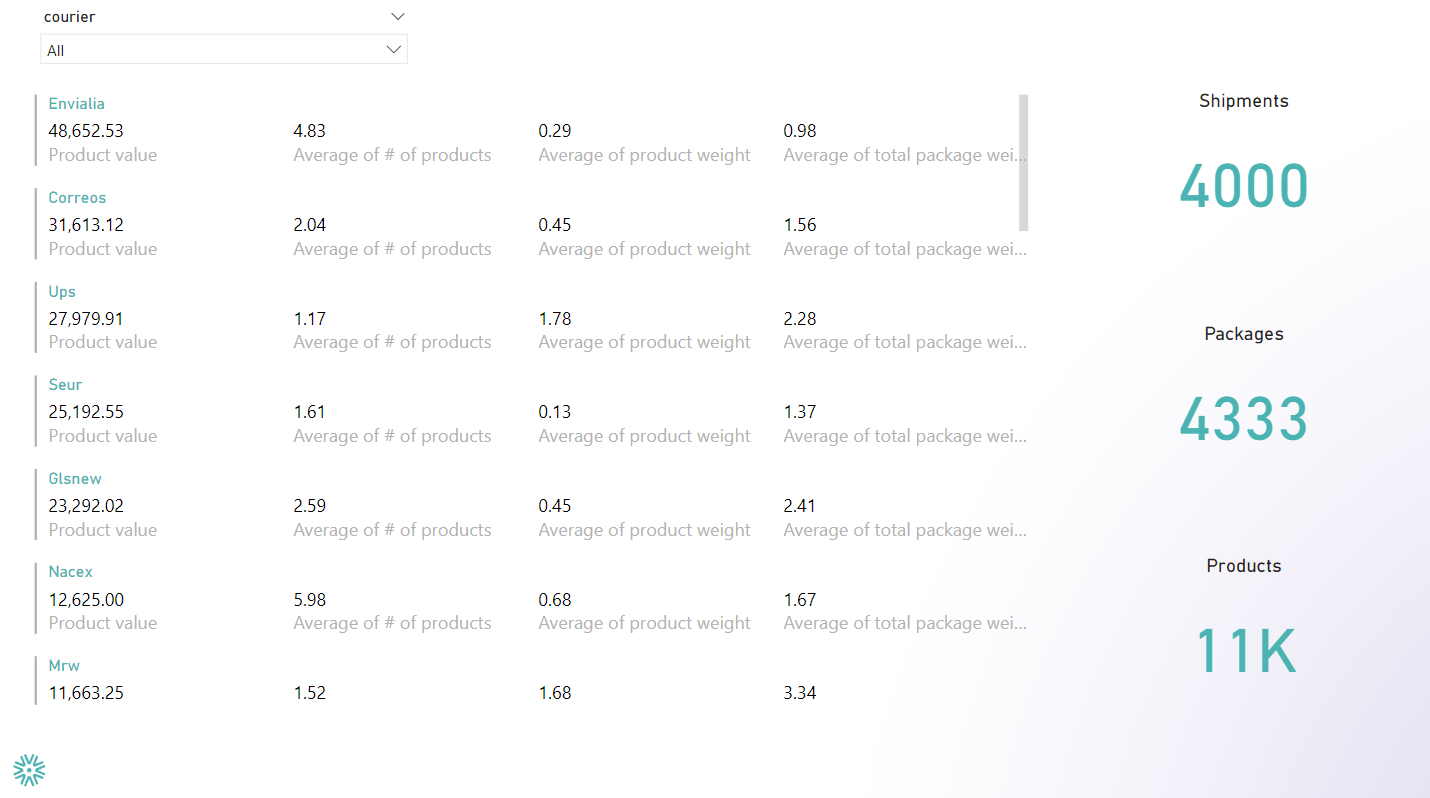 courier
All
Envialia
48,652.53 4.83 0.29 0.98
Product value Average of # of products Average of product weight Average of total package wei...
Correos
31,613.12 2.04 0.45 1.56
Product value Average of # of products Average of product weight Average of total package wei...
Ups
27,979.91 1.17 1.78 2.28
Product value Average of # of products Average of product weight Average of total package wei...
Seur
25,192.55 1.61 0.13 1.37
Product value Average of # of products Average of product weight Average of total package wei...
Glsnew
23,292.02 2.59 0.45 2.41
Product value Average of # of products Average of product weight Average of total package wei...
Nacex
12,625.00 5.98 0.68 1.67
Product value Average of # of products Average of product weight Average of total package wei...
Mrw
11,663.25 1.52 1.68 3.34
Shipments
4000
Packages
4333
Products
11K